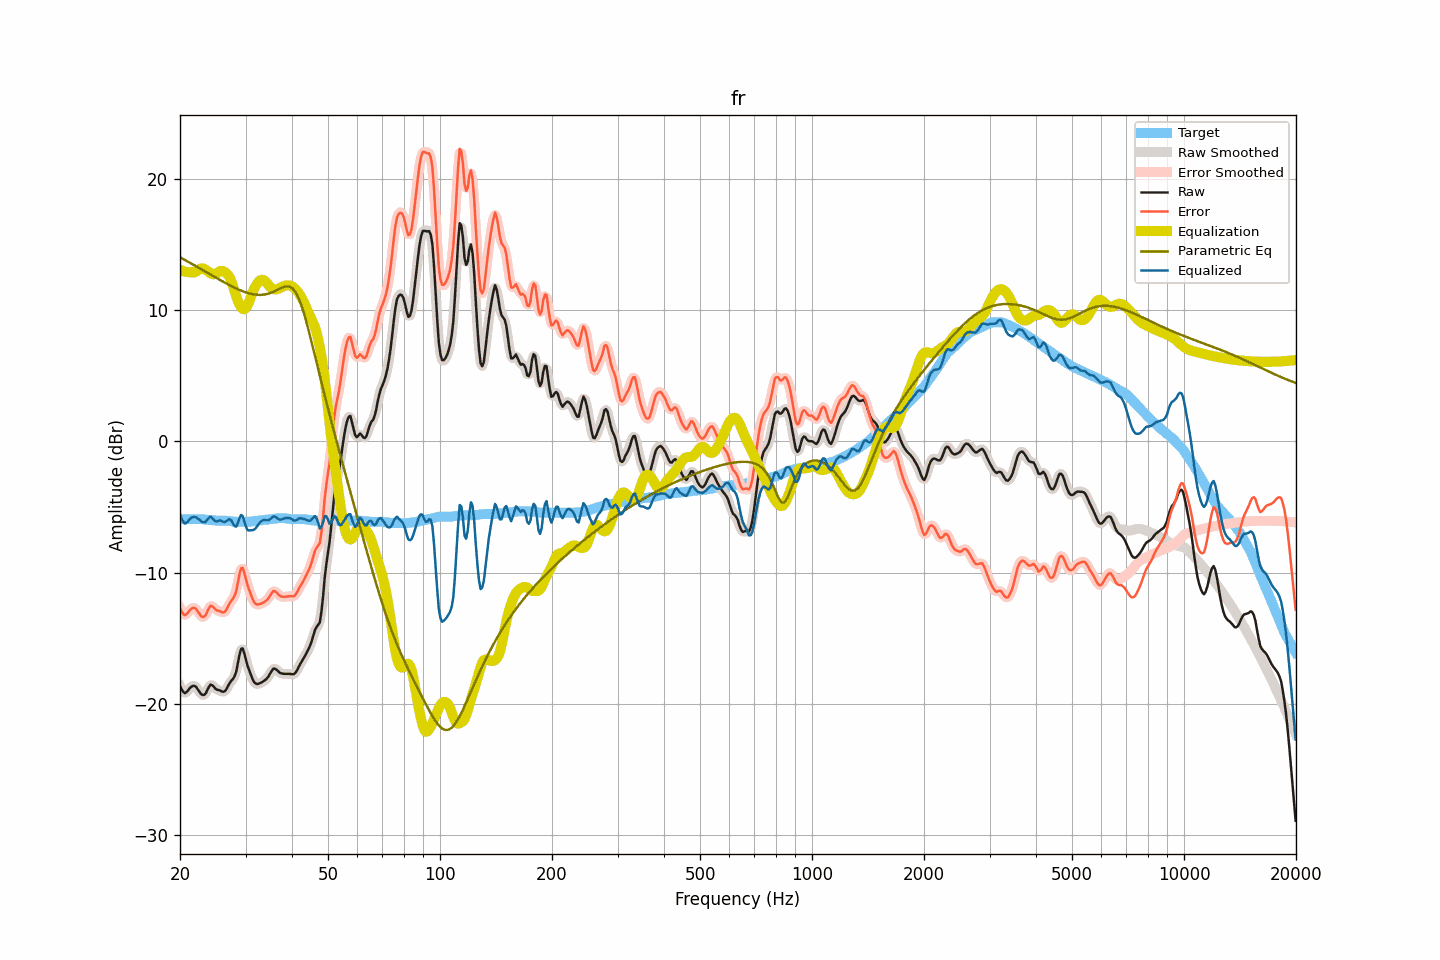 fr
Target
Raw Smoothed
Error Smoothed
Raw
Error
Equalization
Parametric Eq
Equalized
20
10
0
−10
−20
−30
Amplitude (dBr)
20
50
100
200
500
1000
2000
5000
10000
20000
Frequency (Hz)